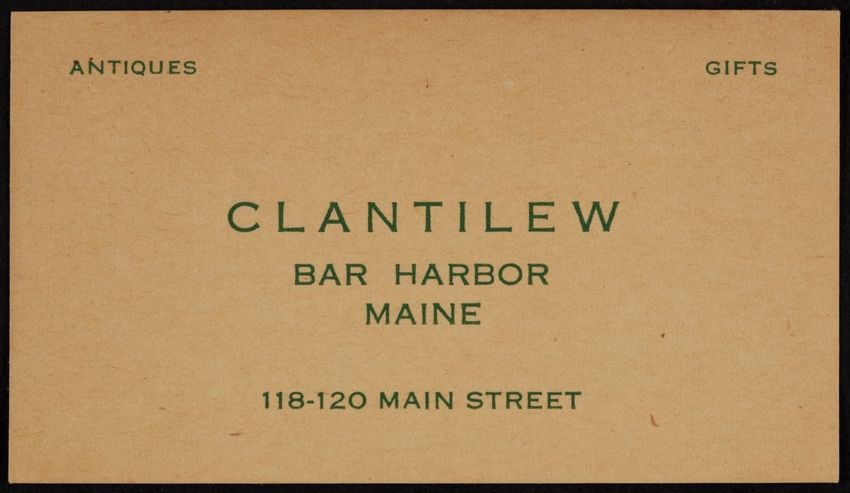 ANTIQUES GIFTS
CLANTILEW
BAR HARBOR
MAINE
118-120 MAIN STREET